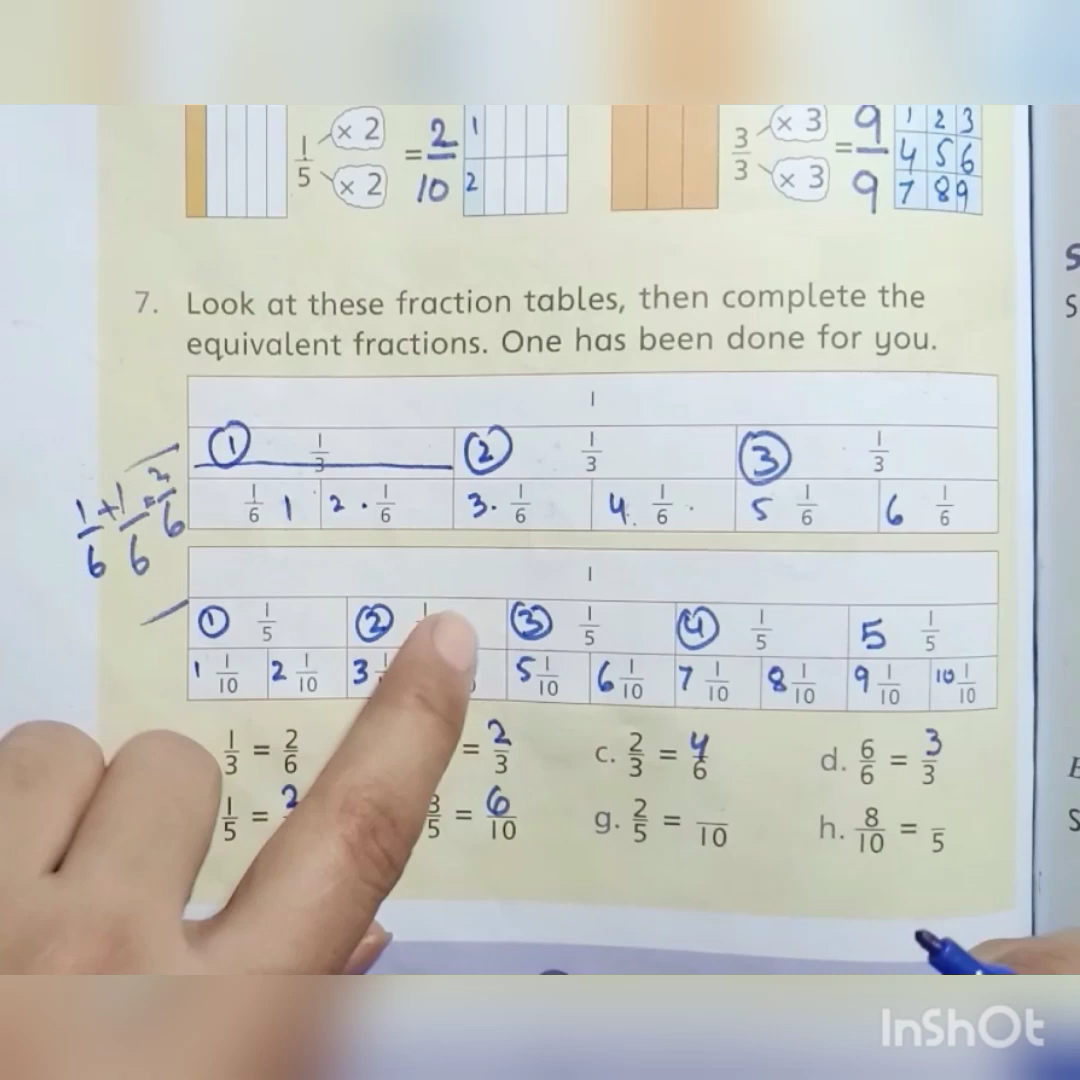 1/5 × 2 × 2 = 2/10 1 2
3/3 × 3 × 3 = 9/9 1 2 3 4 5 6 7 8 9
7. Look at these fraction tables, then complete the
equivalent fractions. One has been done for you.
1
① 1/3 ② 1/3 ③ 1/3
1/6 1 2 . 1/6 3. 1/6 4. 1/6 . 5 1/6 6 1/6
1/6 + 1/6 = 2/6
1
① 1/5 ② ③ 1/5 ④ 1/5 5 1/5
1 1/10 2 1/10 3 5 1/10 6 1/10 7 1/10 8 1/10 9 1/10 10 1/10
1/3 = 2/6 = 2/3 c. 2/3 = 4/6 d. 6/6 = 3/3
1/5 = 2 3/5 = 6/10 g. 2/5 = /10 h. 8/10 = /5
S
S
S
InShOt